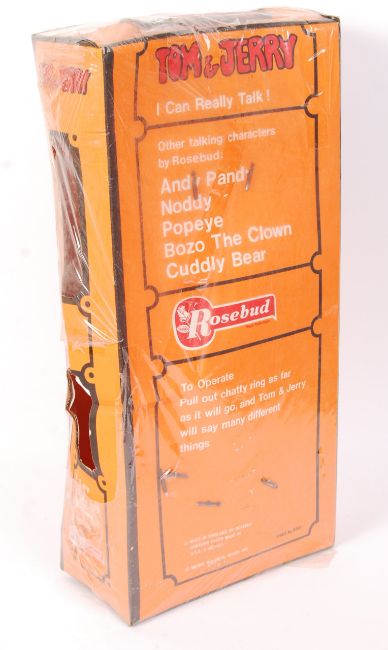 TOM & JERRY
I Can Really Talk!
Other talking characters
by Rosebud:
Andy Pandy
Noddy
Popeye
Bozo The Clown
Cuddly Bear
Rosebud
To Operate
Pull out chatty ring as far
as it will go, and Tom & Jerry
will say many different
things